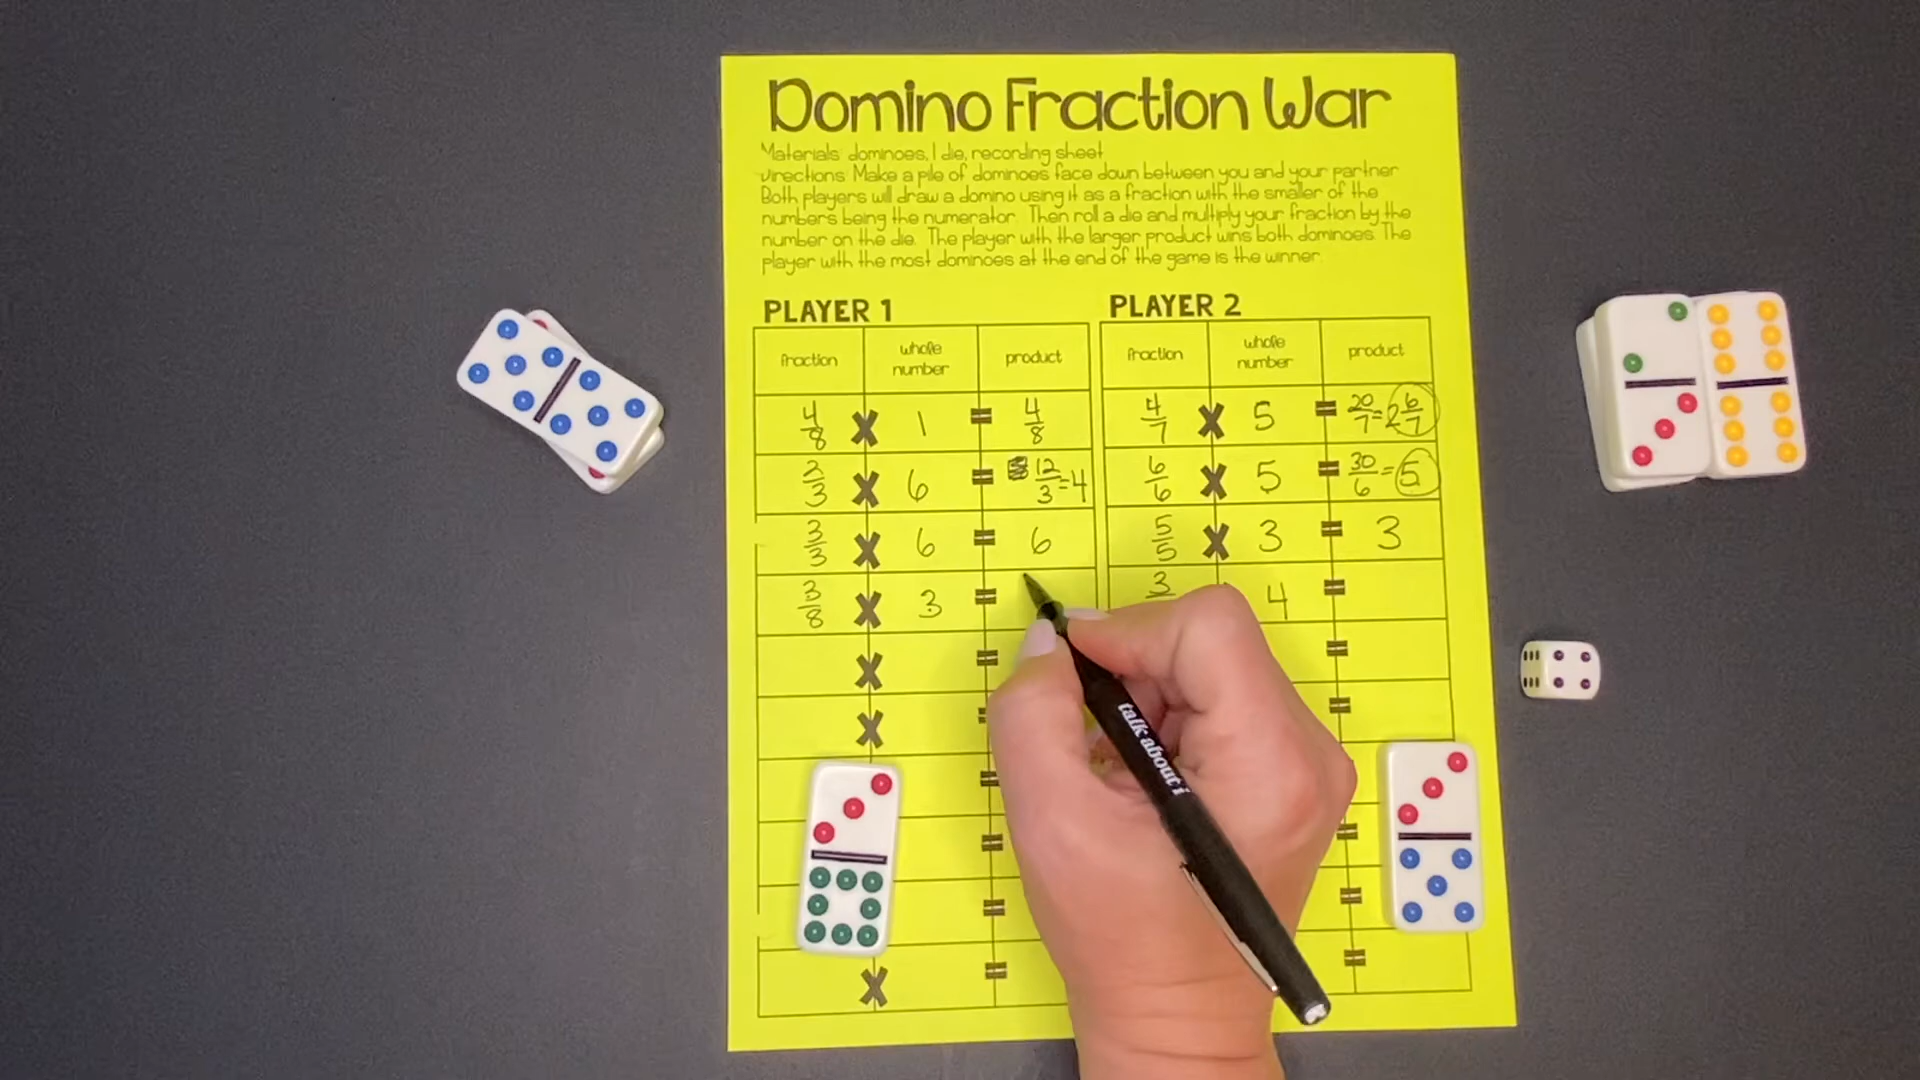 Domino Fraction War
Materials: dominoes, 1 die, recording sheet
Directions: Make a pile of dominoes face down between you and your partner.
Both players will draw a domino using it as a fraction with the smaller of the
numbers being the numerator. Then roll a die and multiply your fraction by the
number on the die. The player with the larger product wins both dominoes. The
player with the most dominoes at the end of the game is the winner.
PLAYER 1 PLAYER 2
fraction whole number product fraction whole number product
4/8 X 1 = 4/8 4/7 X 5 = 20/7 = 2 6/7
2/3 X 6 = 12/3 = 4 6/6 X 5 = 30/6 = 5
3/3 X 6 = 6 5/5 X 3 = 3
3/8 X 3 = 3 4 =
X = =
X = =
=
= =
= =
X = =
talk about